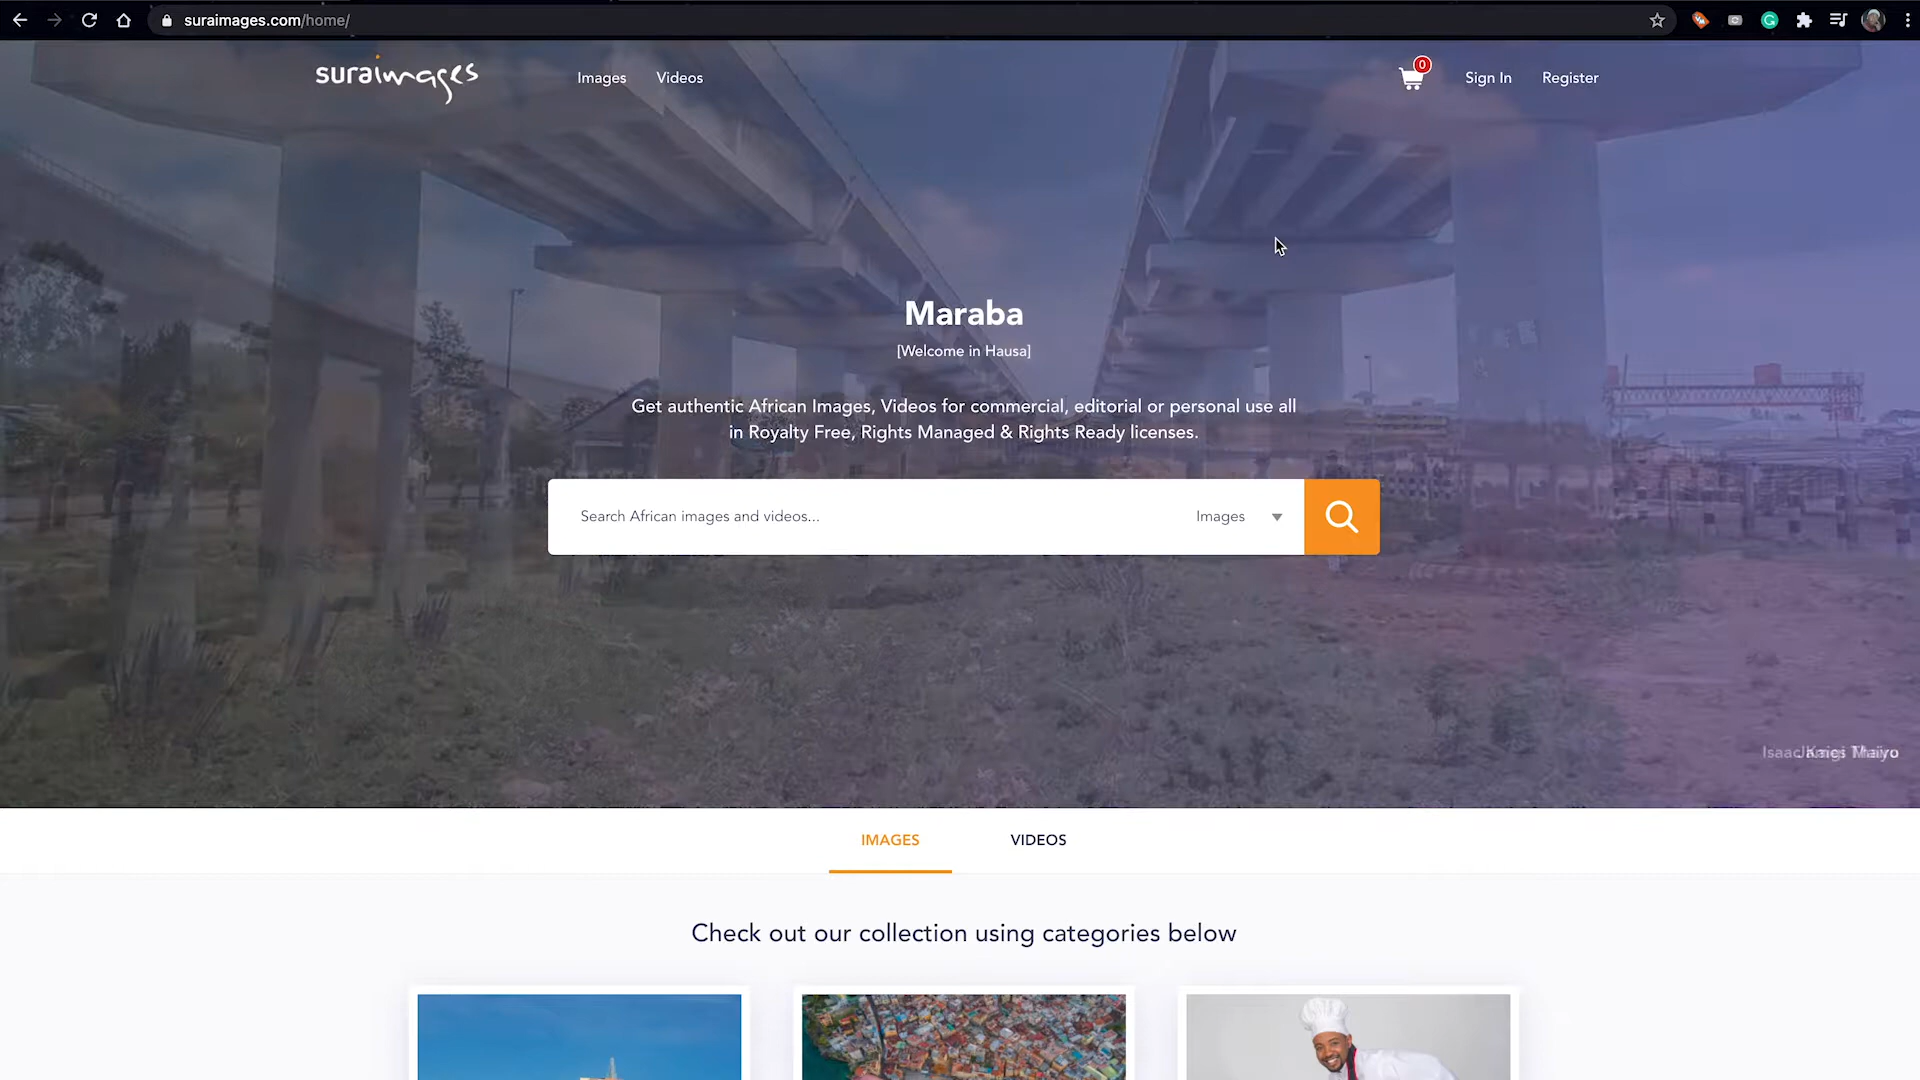 suraimages.com/home/
suraimages
Images
Videos
0
Sign In
Register
Maraba
[Welcome in Hausa]
Get authentic African Images, Videos for commercial, editorial or personal use all
in Royalty Free, Rights Managed & Rights Ready licenses.
Search African images and videos...
Images
IMAGES
VIDEOS
Check out our collection using categories below